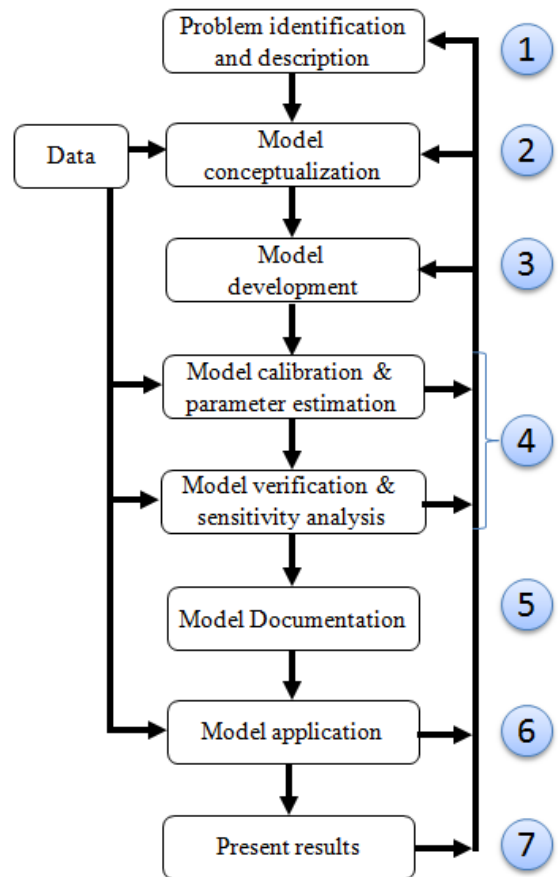 Problem identification
and description
1
Data
Model
conceptualization
2
Model
development
3
Model calibration &
parameter estimation
4
Model verification &
sensitivity analysis
Model Documentation
5
Model application
6
Present results
7